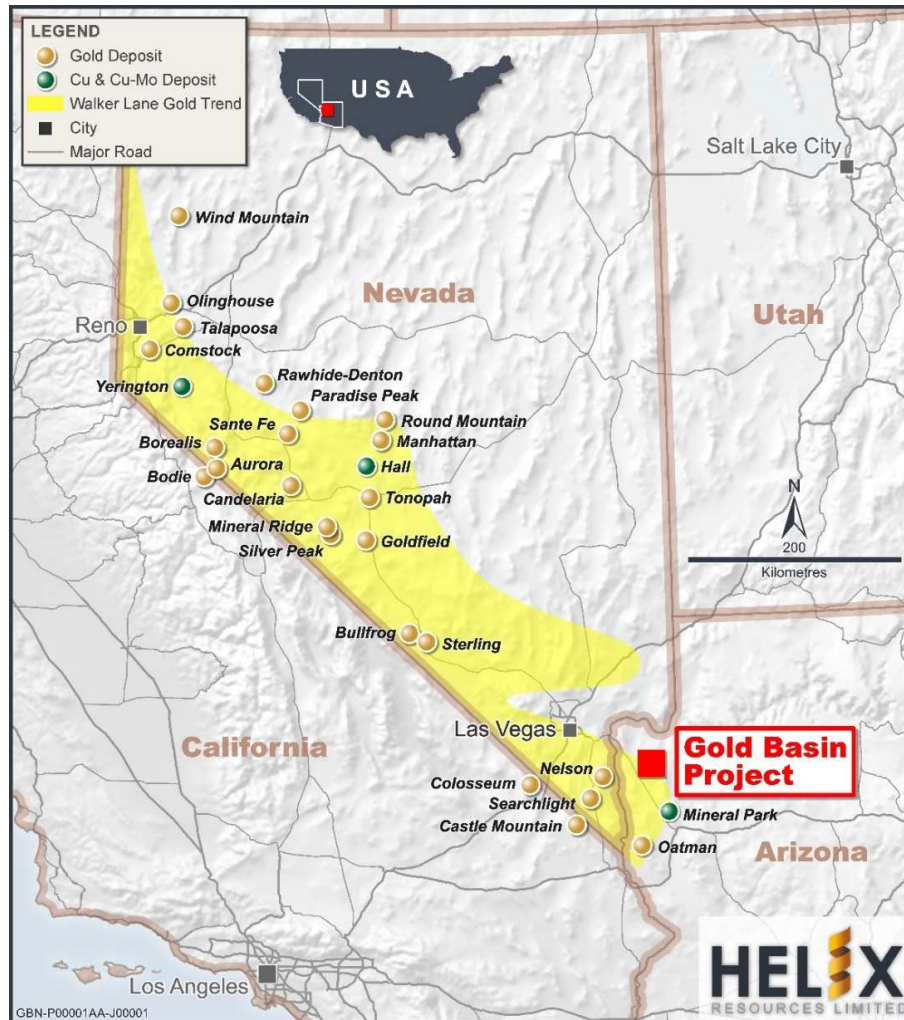 LEGEND
Gold Deposit
Cu & Cu-Mo Deposit
Walker Lane Gold Trend
City
Major Road
USA
Salt Lake City
Wind Mountain
Nevada
Olinghouse
Utah
Reno
Talapoosa
Comstock
Rawhide-Denton
Yerington
Paradise Peak
Round Mountain
Sante Fe
Manhattan
Borealis
Aurora
Hall
Bodie
Candelaria
Tonopah
N
Mineral Ridge
200
Silver Peak
Goldfield
Kilometres
Bullfrog
Sterling
Las Vegas
California
Gold Basin
Project
Nelson
Colosseum
Searchlight
Mineral Park
Castle Mountain
Oatman
Arizona
HELIX
RESOURCES LIMITED
Los Angeles
GBN-P00001AA-J00001